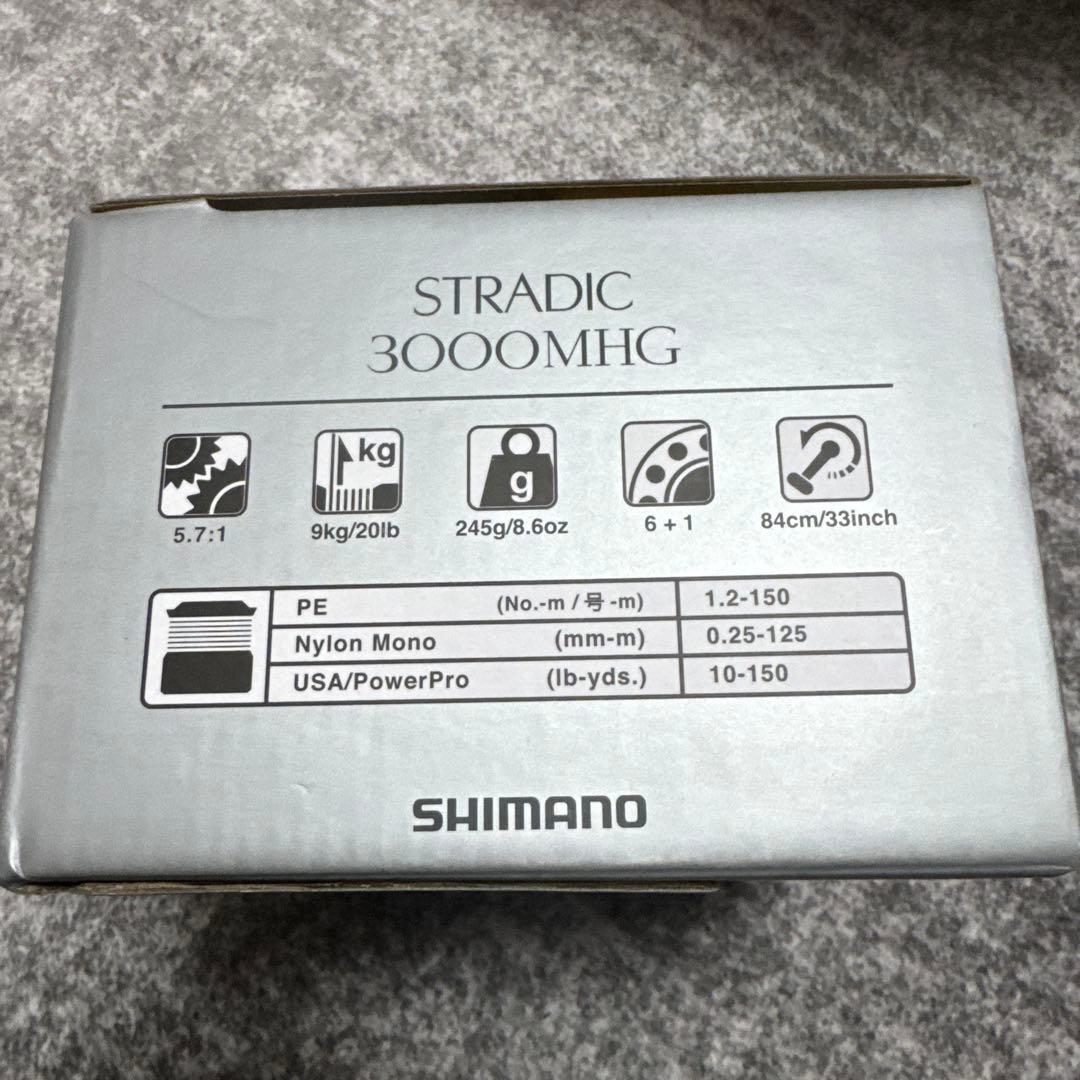 STRADIC
3000MHG
kg
g
5.7:1 9kg/20lb 245g/8.6oz 6 + 1 84cm/33inch
PE (No.-m / 号 -m) 1.2-150
Nylon Mono (mm-m) 0.25-125
USA/PowerPro (lb-yds.) 10-150
SHIMANO